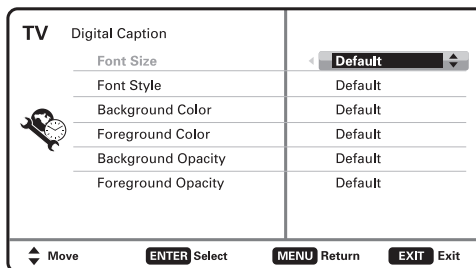 TV Digital Caption
Font Size Default
Font Style Default
Background Color Default
Foreground Color Default
Background Opacity Default
Foreground Opacity Default
Move ENTER Select MENU Return EXIT Exit